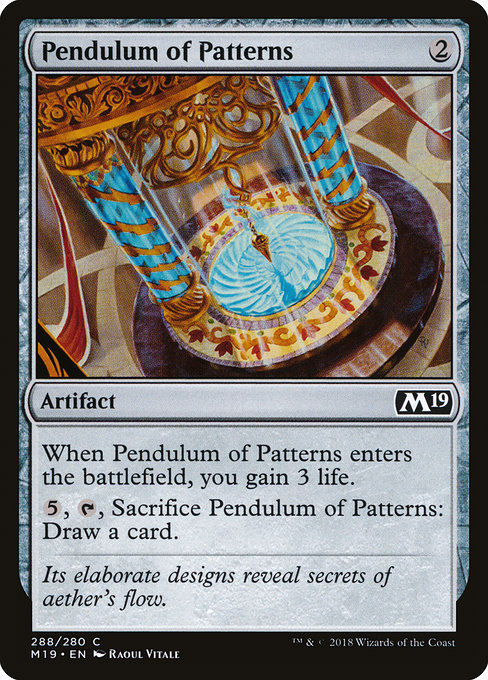 Pendulum of Patterns 2
Artifact M19
When Pendulum of Patterns enters
the battlefield, you gain 3 life.
5, , Sacrifice Pendulum of Patterns:
Draw a card.
Its elaborate designs reveal secrets of
aether's flow.
288/280 C
™ & © 2018 Wizards of the Coast
M19 • EN Raoul Vitale